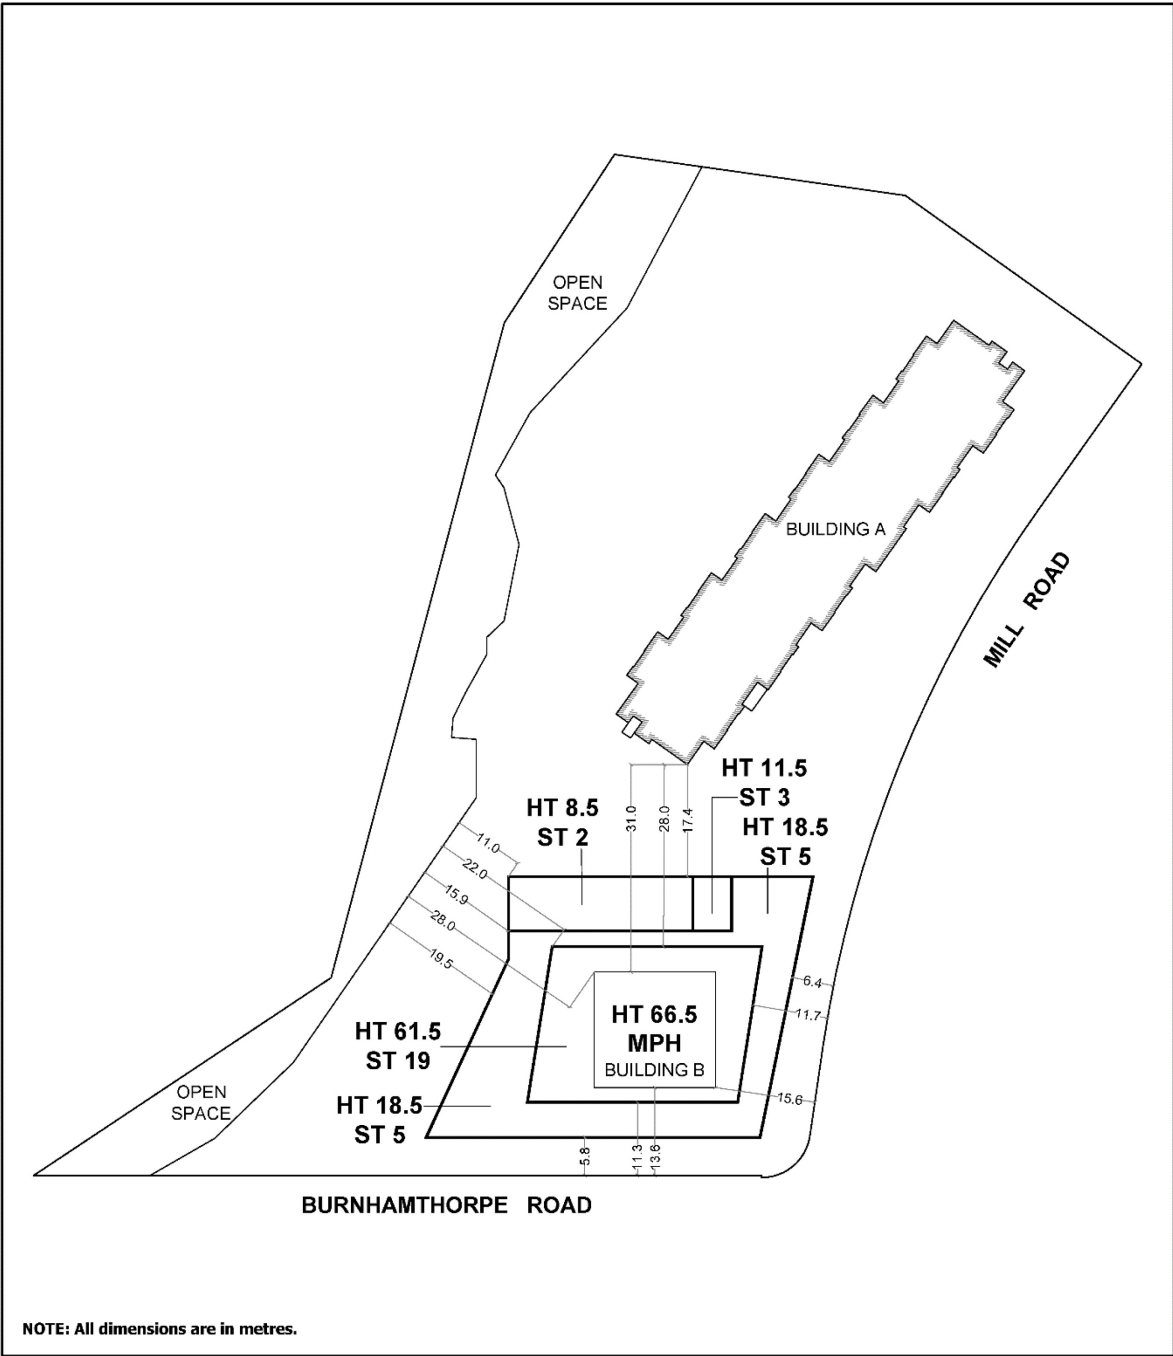 OPEN
SPACE
BUILDING A
MILL ROAD
HT 11.5
ST 3
HT 8.5
ST 2
HT 18.5
ST 5
31.0
28.0
17.4
11.0
22.0
15.9
28.0
19.5
6.4
11.7
15.6
HT 66.5
MPH
BUILDING B
HT 61.5
ST 19
HT 18.5
ST 5
OPEN
SPACE
5.8
11.3
13.6
BURNHAMTHORPE ROAD
NOTE: All dimensions are in metres.